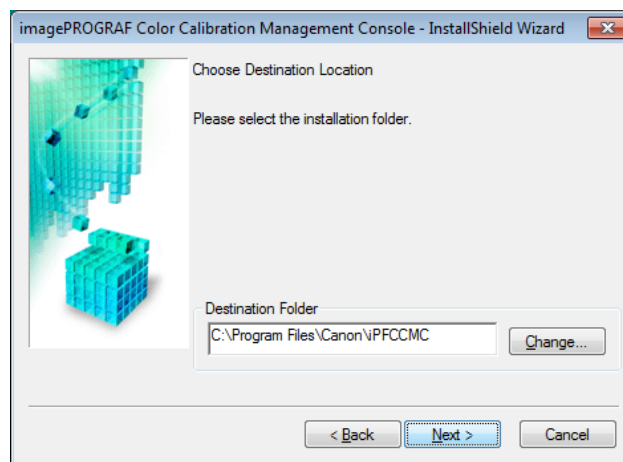 imagePROGRAF Color Calibration Management Console - InstallShield Wizard
Choose Destination Location
Please select the installation folder.
Destination Folder
C:\Program Files\Canon\iPFCCMC
Change...
< Back
Next >
Cancel